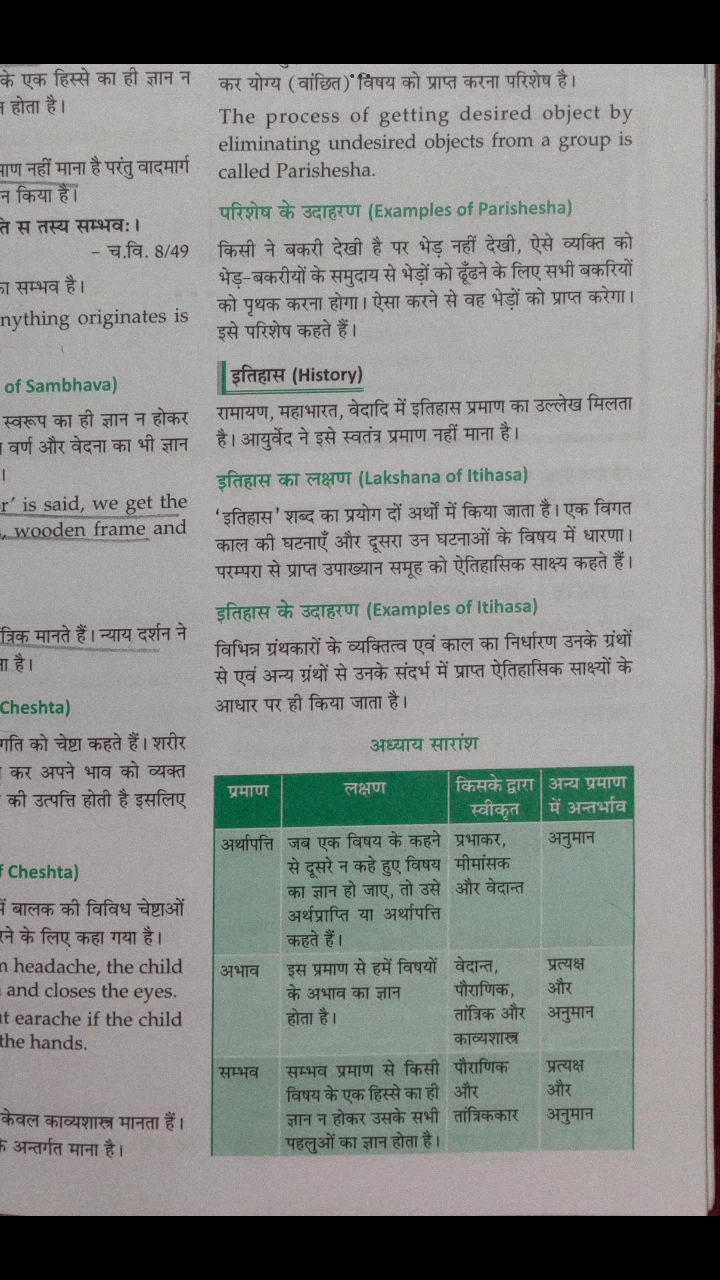 के एक हिस्से का ही ज्ञान न
होता है।
माण नहीं माना है परंतु वादमार्ग
न किया है।
ति स तस्य सम्भवः।
– च.वि. 8/49
का सम्भव है।
nything originates is
of Sambhava)
स्वरूप का ही ज्ञान न होकर
वर्ण और वेदना का भी ज्ञान
।
r' is said, we get the
, wooden frame and
त्रिक मानते हैं। न्याय दर्शन ने
ना है।
Cheshta)
गति को चेष्टा कहते हैं। शरीर
कर अपने भाव को व्यक्त
की उत्पत्ति होती है इसलिए
f Cheshta)
में बालक की विविध चेष्टाओं
रने के लिए कहा गया है।
n headache, the child
and closes the eyes.
ut earache if the child
the hands.
केवल काव्यशास्त्र मानता हैं।
के अन्तर्गत माना है।
कर योग्य (वांछित) विषय को प्राप्त करना परिशेष है।
The process of getting desired object by
eliminating undesired objects from a group is
called Parishesha.
परिशेष के उदाहरण (Examples of Parishesha)
किसी ने बकरी देखी है पर भेड़ नहीं देखी, ऐसे व्यक्ति को
भेड़-बकरीयों के समुदाय से भेड़ों को ढूँढने के लिए सभी बकरियों
को पृथक करना होगा। ऐसा करने से वह भेड़ों को प्राप्त करेगा।
इसे परिशेष कहते हैं।
इतिहास (History)
रामायण, महाभारत, वेदादि में इतिहास प्रमाण का उल्लेख मिलता
है। आयुर्वेद ने इसे स्वतंत्र प्रमाण नहीं माना है।
इतिहास का लक्षण (Lakshana of Itihasa)
'इतिहास' शब्द का प्रयोग दों अर्थों में किया जाता है। एक विगत
काल की घटनाएँ और दूसरा उन घटनाओं के विषय में धारणा।
परम्परा से प्राप्त उपाख्यान समूह को ऐतिहासिक साक्ष्य कहते हैं।
इतिहास के उदाहरण (Examples of Itihasa)
विभिन्न ग्रंथकारों के व्यक्तित्व एवं काल का निर्धारण उनके ग्रंथों
से एवं अन्य ग्रंथों से उनके संदर्भ में प्राप्त ऐतिहासिक साक्ष्यों के
आधार पर ही किया जाता है।
अध्याय सारांश
प्रमाण लक्षण किसके द्वारा स्वीकृत अन्य प्रमाण में अन्तर्भाव
अर्थापत्ति जब एक विषय के कहने प्रभाकर, अनुमान
से दूसरे न कहे हुए विषय मीमांसक
का ज्ञान हो जाए, तो उसे और वेदान्त
अर्थप्राप्ति या अर्थापत्ति
कहते हैं।
अभाव इस प्रमाण से हमें विषयों वेदान्त, प्रत्यक्ष
के अभाव का ज्ञान पौराणिक, और
होता है। तांत्रिक और अनुमान
काव्यशास्त्र
सम्भव सम्भव प्रमाण से किसी पौराणिक प्रत्यक्ष
विषय के एक हिस्से का ही और और
ज्ञान न होकर उसके सभी तांत्रिककार अनुमान
पहलुओं का ज्ञान होता है।